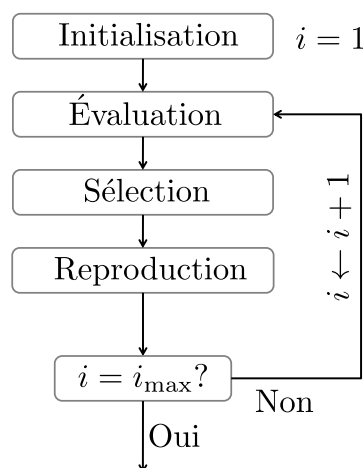 Initialisation i = 1
Évaluation
Sélection
Reproduction
i ← i + 1
i = i_max?
Non
Oui